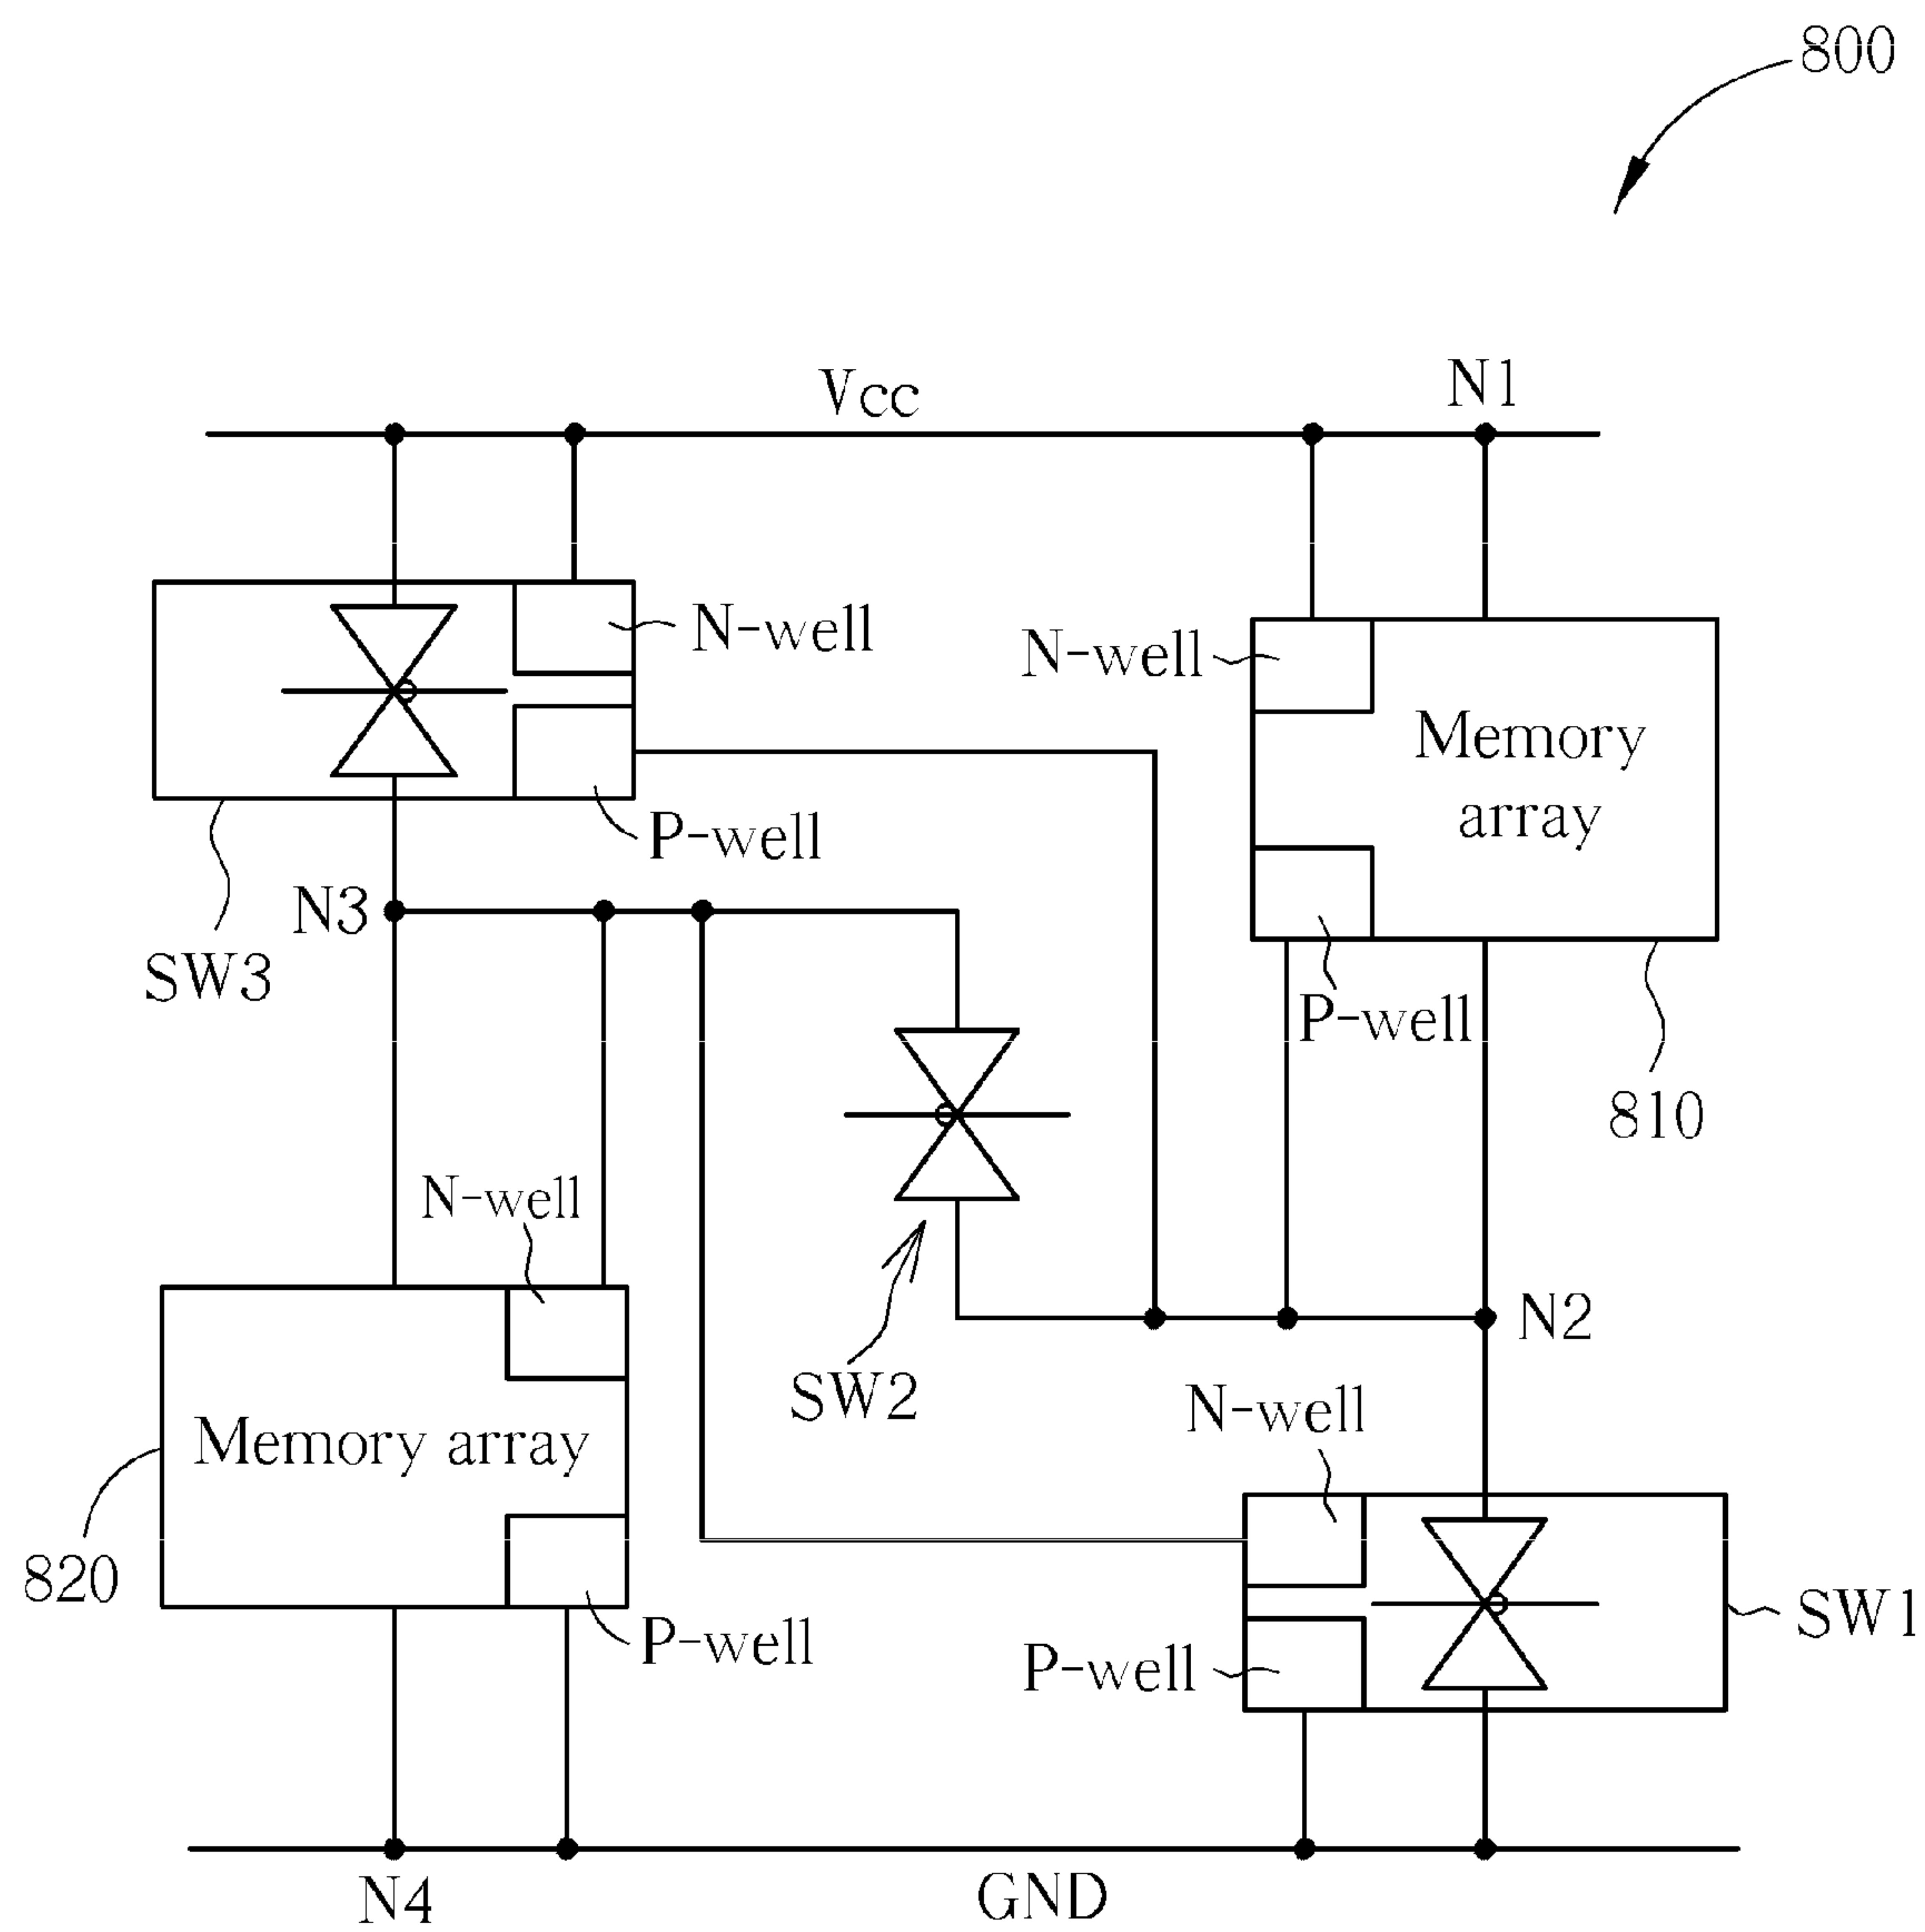 800
Vcc
N1
N-well
N-well
Memory
array
P-well
N3
SW3
P-well
810
N-well
N2
SW2
N-well
Memory array
820
P-well
SW1
P-well
N4
GND